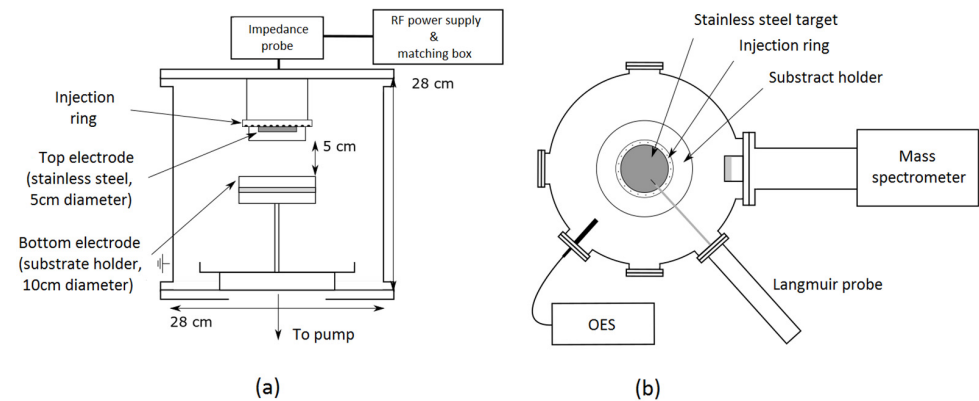 Impedance
probe
RF power supply
&
matching box
28 cm
Injection
ring
Top electrode
(stainless steel,
5cm diameter)
5 cm
Bottom electrode
(substrate holder,
10cm diameter)
28 cm
To pump
(a)
Stainless steel target
Injection ring
Substract holder
Mass
spectrometer
Langmuir probe
OES
(b)